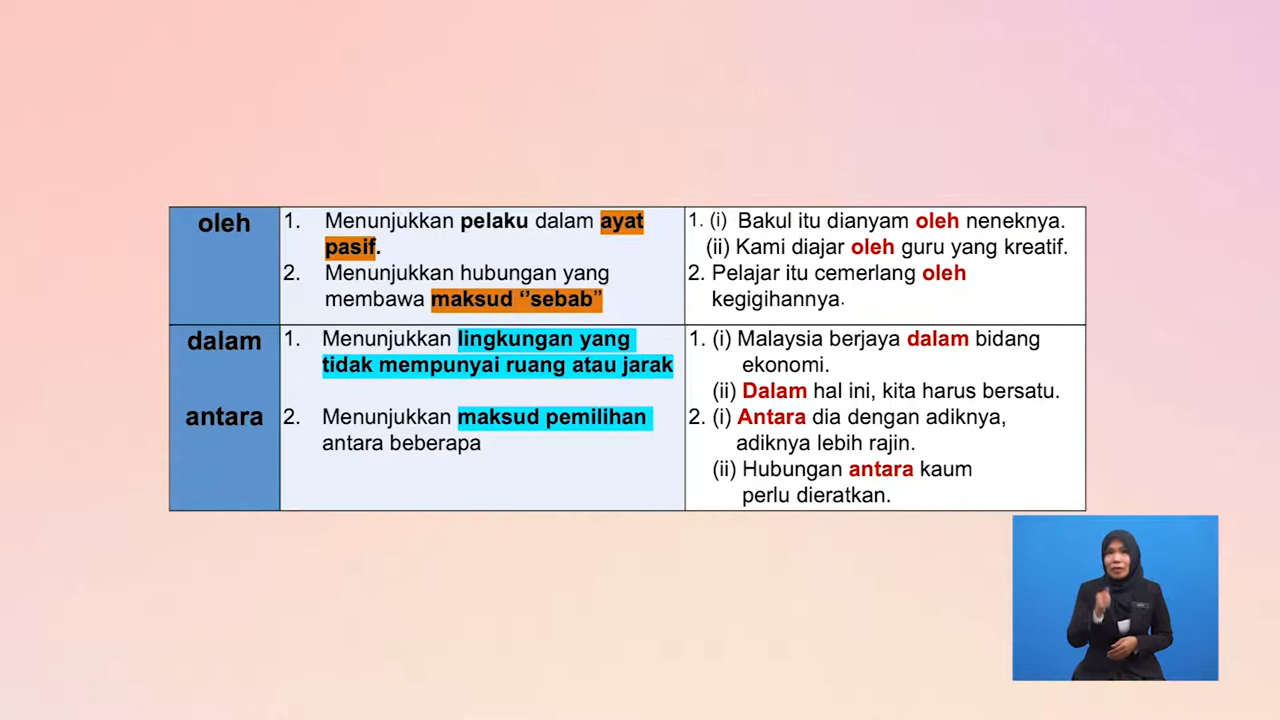 oleh
1. Menunjukkan pelaku dalam ayat
pasif.
2. Menunjukkan hubungan yang
membawa maksud “sebab”
1. (i) Bakul itu dianyam oleh neneknya.
(ii) Kami diajar oleh guru yang kreatif.
2. Pelajar itu cemerlang oleh
kegigihannya.
dalam
1. Menunjukkan lingkungan yang
tidak mempunyai ruang atau jarak
1. (i) Malaysia berjaya dalam bidang
ekonomi.
(ii) Dalam hal ini, kita harus bersatu.
antara
2. Menunjukkan maksud pemilihan
antara beberapa
2. (i) Antara dia dengan adiknya,
adiknya lebih rajin.
(ii) Hubungan antara kaum
perlu dieratkan.